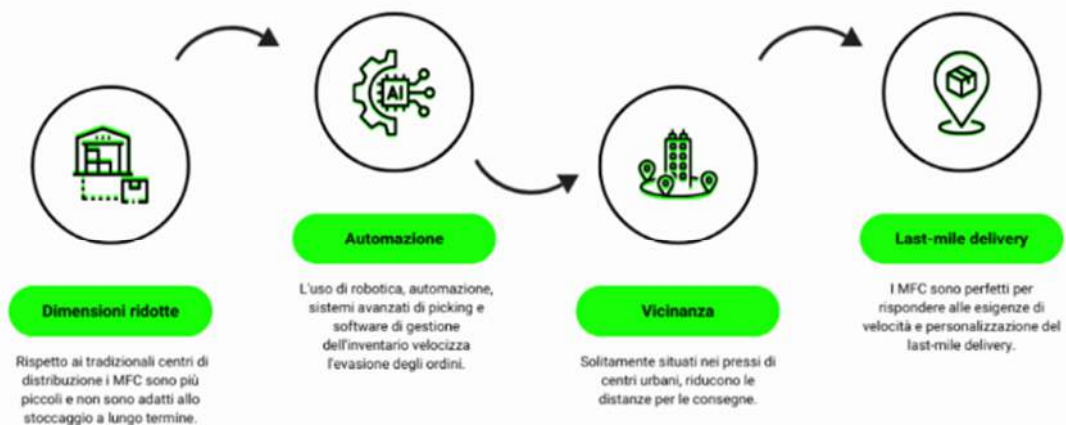 AI
Dimensioni ridotte
Rispetto ai tradizionali centri di
distribuzione i MFC sono più
piccoli e non sono adatti allo
stoccaggio a lungo termine.
Automazione
L'uso di robotica, automazione,
sistemi avanzati di picking e
software di gestione
dell'inventario velocizza
l'evasione degli ordini.
Vicinanza
Solitamente situati nei pressi di
centri urbani, riducono le
distanze per le consegne.
Last-mile delivery
I MFC sono perfetti per
rispondere alle esigenze di
velocità e personalizzazione del
last-mile delivery.